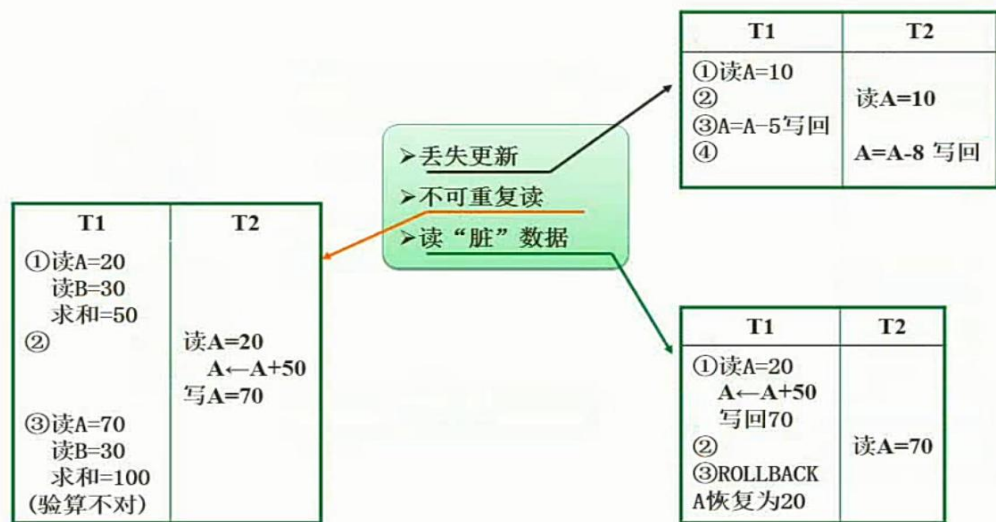 ➢丢失更新
➢不可重复读
➢读“脏”数据
T1 T2
①读A=10
② 读A=10
③A=A-5写回
④ A=A-8 写回
T1 T2
①读A=20
读B=30
求和=50
② 读A=20
A←A+50
写A=70
③读A=70
读B=30
求和=100
(验算不对)
T1 T2
①读A=20
A←A+50
写回70
② 读A=70
③ROLLBACK
A恢复为20